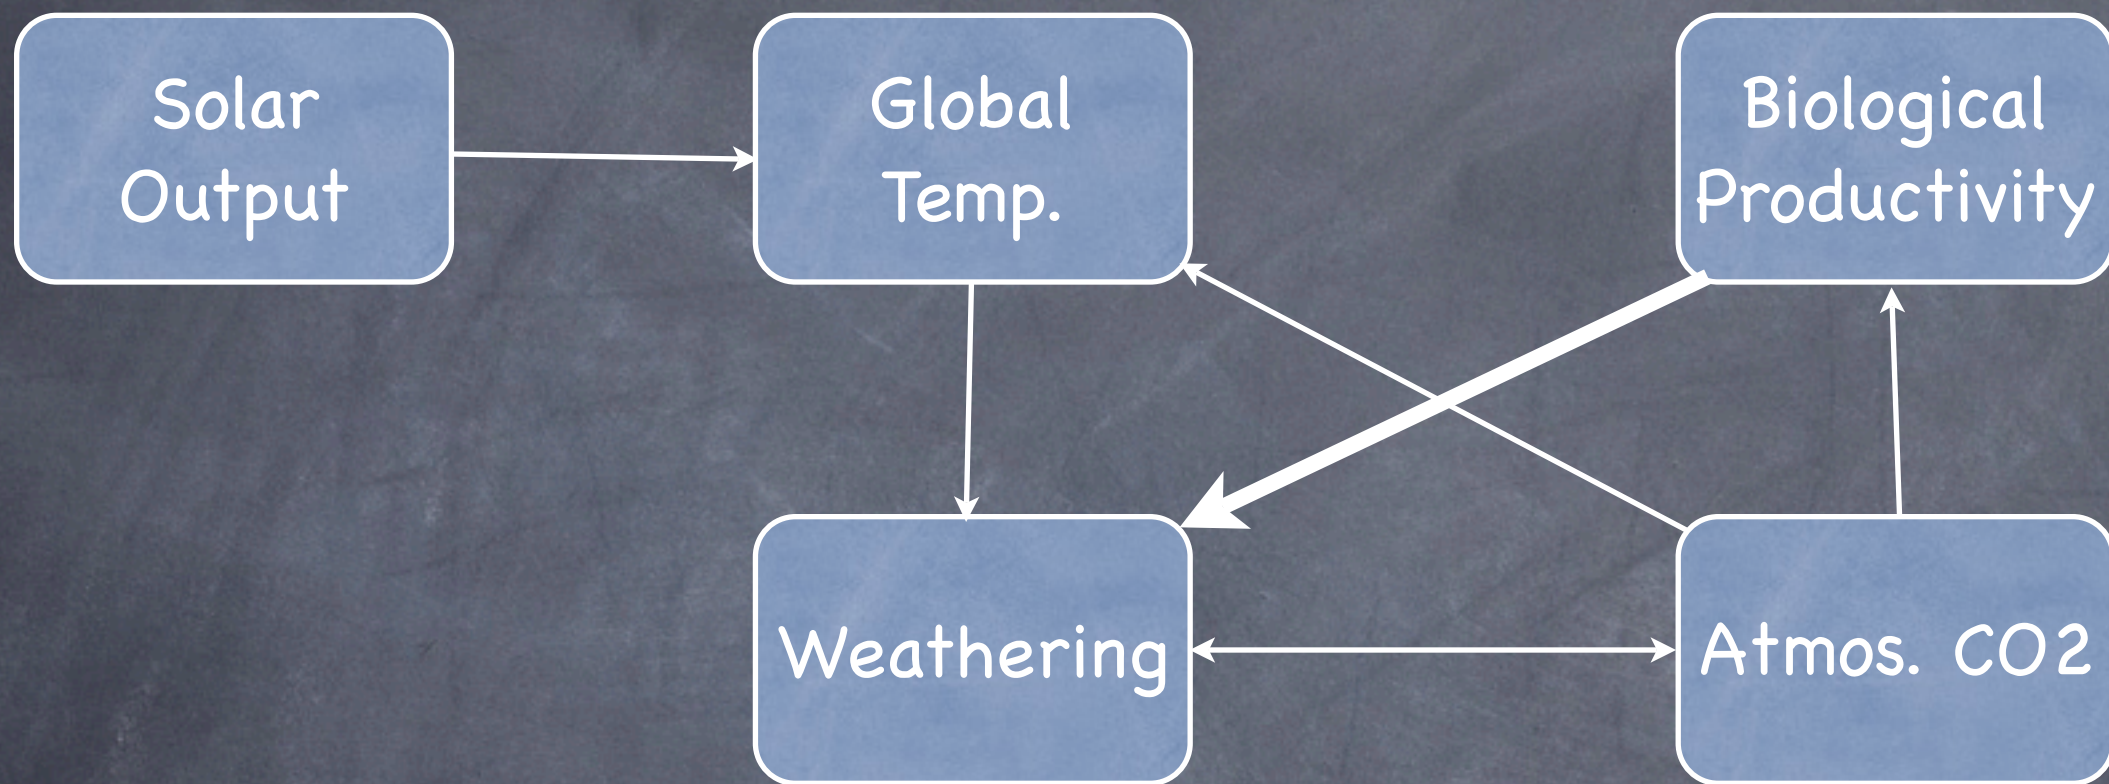 Solar
Output
Global
Temp.
Biological
Productivity
Weathering
Atmos. CO2